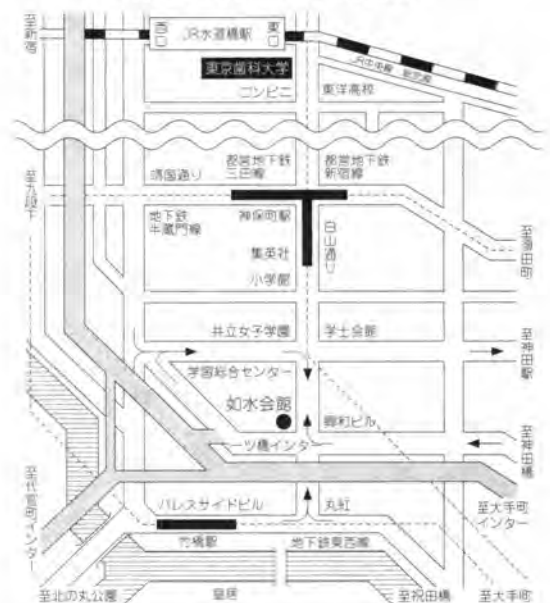 至新宿
西口
JR水道橋駅
東口
JR中央線 総武線
東京歯科大学
コンビニ
東洋高校
都営地下鉄
三田線
都営地下鉄
新宿線
靖国通り
至九段下
地下鉄
半蔵門線
神保町駅
白山通り
至須田町
集英社
小学館
共立女子学園
学士会館
至神田駅
学術総合センター
如水会館
興和ビル
一ツ橋インター
至神田橋
至代官町インター
パレスサイドビル
丸紅
至大手町
インター
竹橋駅
地下鉄東西線
至北の丸公園
皇居
至祝田橋
至大手町